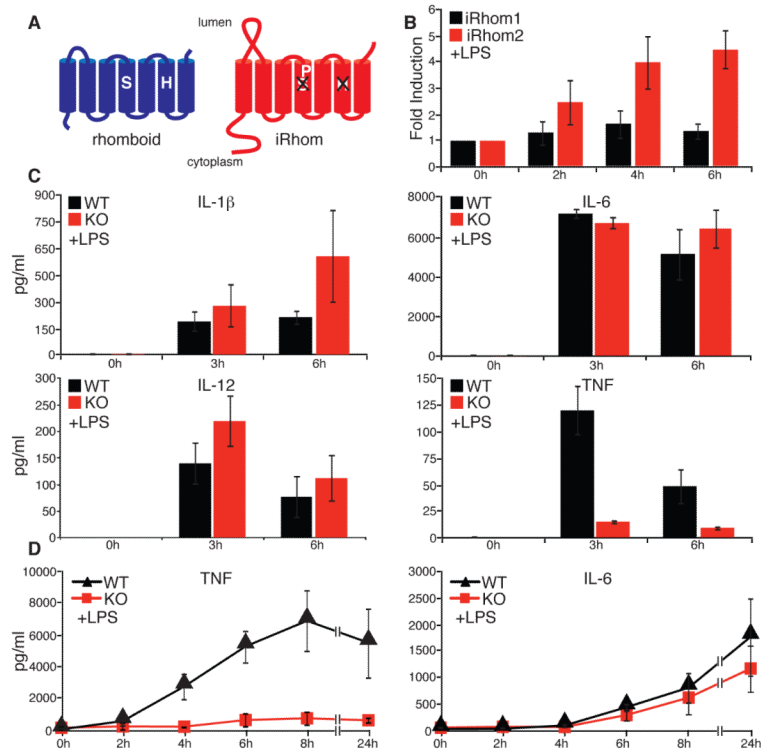 A
lumen
S H
rhomboid
P
S H
iRhom
cytoplasm
B
iRhom1
iRhom2
+LPS
Fold Induction
6
5
4
3
2
1
0
0h 2h 4h 6h
C
IL-1β
WT
KO
+LPS
pg/ml
900
750
600
450
300
150
0
0h 3h 6h
IL-6
WT
KO
+LPS
8000
6000
4000
2000
0
0h 3h 6h
IL-12
WT
KO
+LPS
pg/ml
300
250
200
150
100
50
0
0h 3h 6h
TNF
WT
KO
+LPS
150
125
100
75
50
25
0
0h 3h 6h
D
TNF
WT
KO
+LPS
pg/ml
10000
8000
6000
4000
2000
0
0h 2h 4h 6h 8h 24h
IL-6
WT
KO
+LPS
3000
2500
2000
1500
1000
500
0
0h 2h 4h 6h 8h 24h